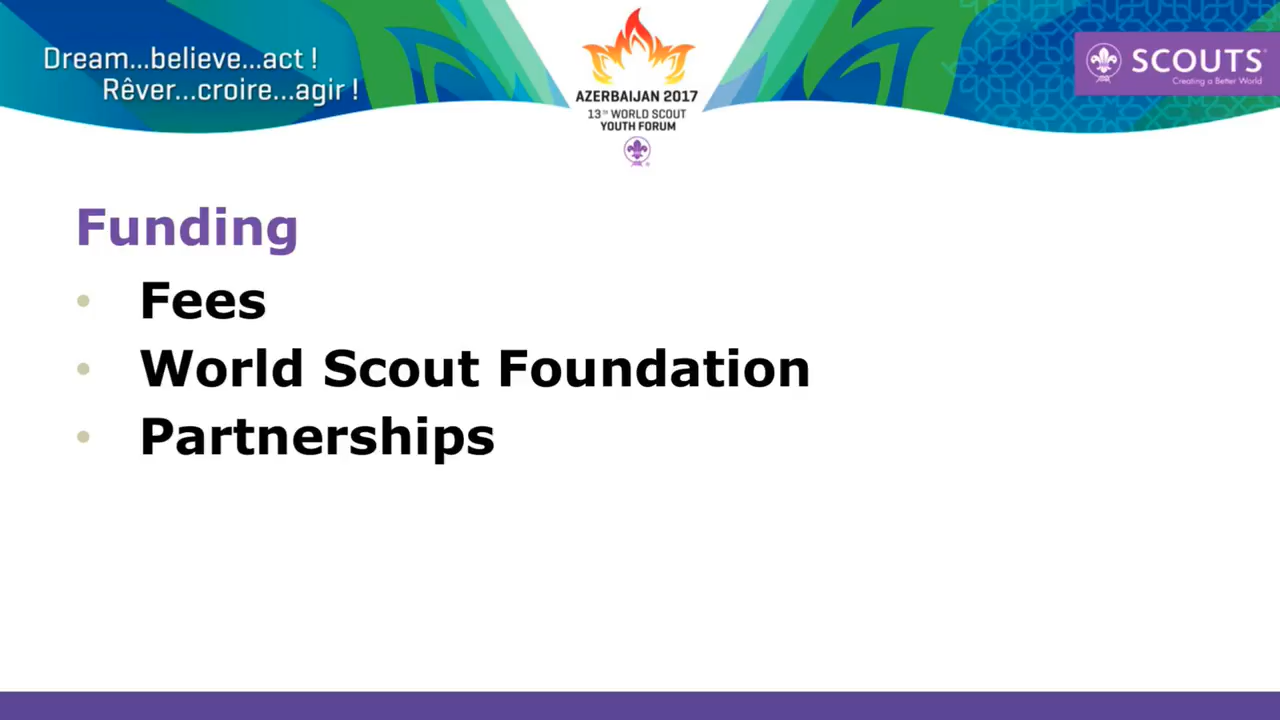 Dream...believe...act !
Rêver...croire...agir !
AZERBAIJAN 2017
13TH WORLD SCOUT
YOUTH FORUM
SCOUTS®
Creating a Better World
Funding
• Fees
• World Scout Foundation
• Partnerships